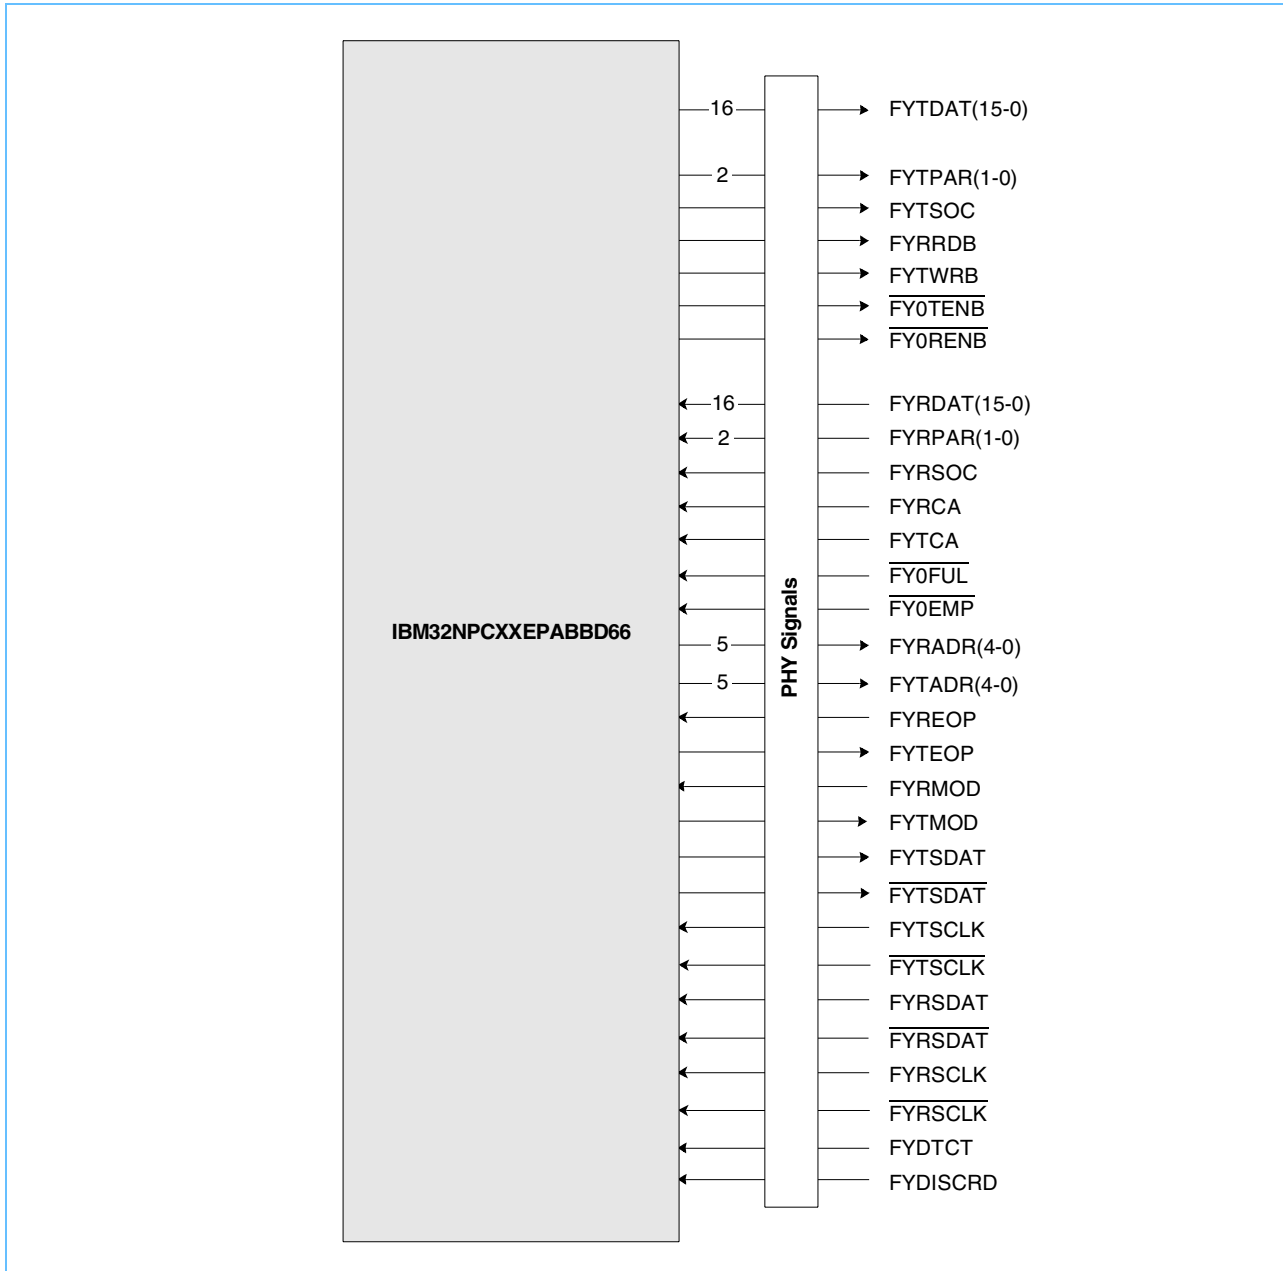 16 FYTDAT(15-0)
2 FYTPAR(1-0)
FYTSOC
FYRRDB
FYTWRB
FY0TENB
FY0RENB
16 FYRDAT(15-0)
2 FYRPAR(1-0)
FYRSOC
FYRCA
FYTCA
FY0FUL
FY0EMP
IBM32NPCXXEPABBD66
PHY Signals
5 FYRADR(4-0)
5 FYTADR(4-0)
FYREOP
FYTEOP
FYRMOD
FYTMOD
FYTSDAT
FYTSDAT
FYTSCLK
FYTSCLK
FYRSDAT
FYRSDAT
FYRSCLK
FYRSCLK
FYDTCT
FYDISCRD